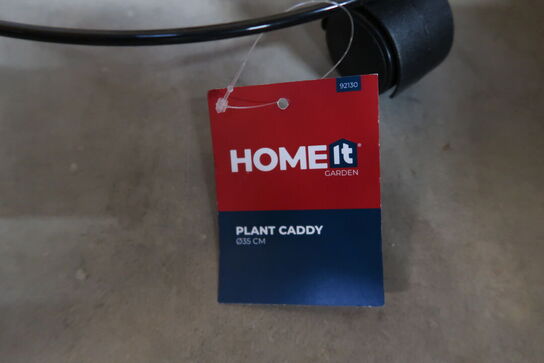 92130
HOME It®
GARDEN
PLANT CADDY
Ø35 CM